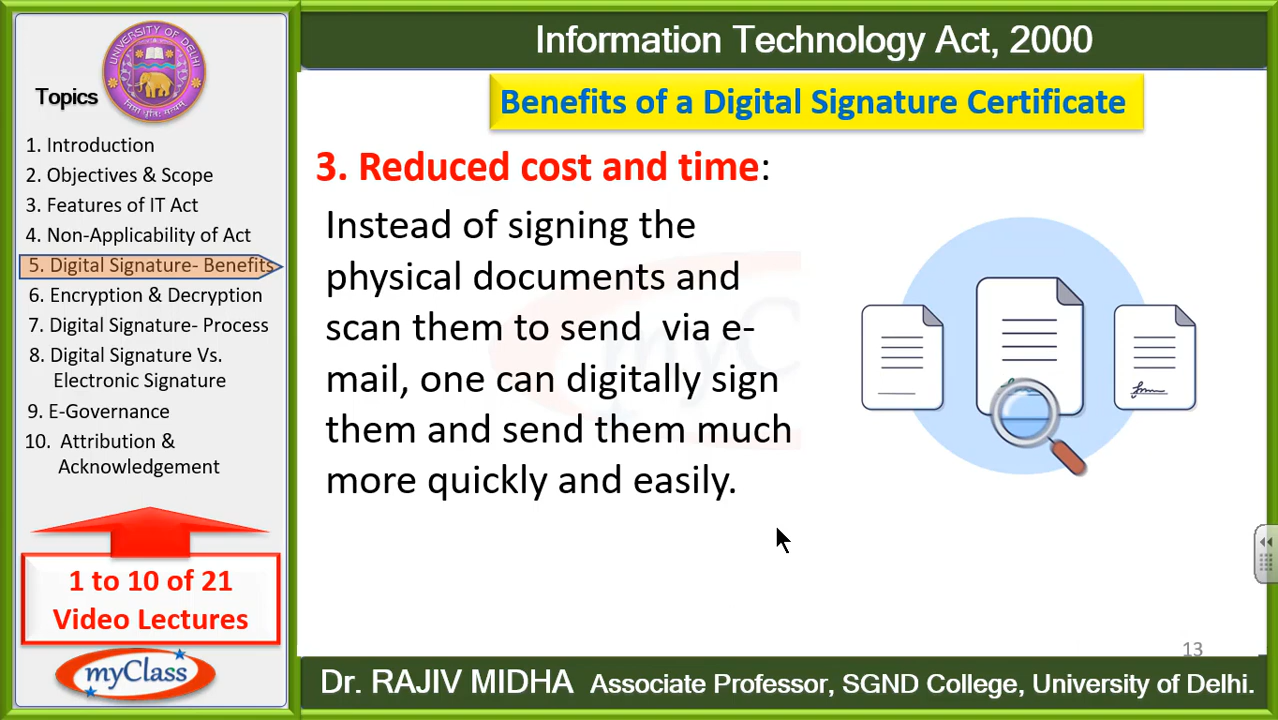 UNIVERSITY OF DELHI
Topics
1. Introduction
2. Objectives & Scope
3. Features of IT Act
4. Non-Applicability of Act
5. Digital Signature- Benefits
6. Encryption & Decryption
7. Digital Signature- Process
8. Digital Signature Vs.
Electronic Signature
9. E-Governance
10. Attribution &
Acknowledgement
1 to 10 of 21
Video Lectures
myClass
Information Technology Act, 2000
Benefits of a Digital Signature Certificate
3. Reduced cost and time:
Instead of signing the
physical documents and
scan them to send via e-
mail, one can digitally sign
them and send them much
more quickly and easily.
13
Dr. RAJIV MIDHA Associate Professor, SGND College, University of Delhi.